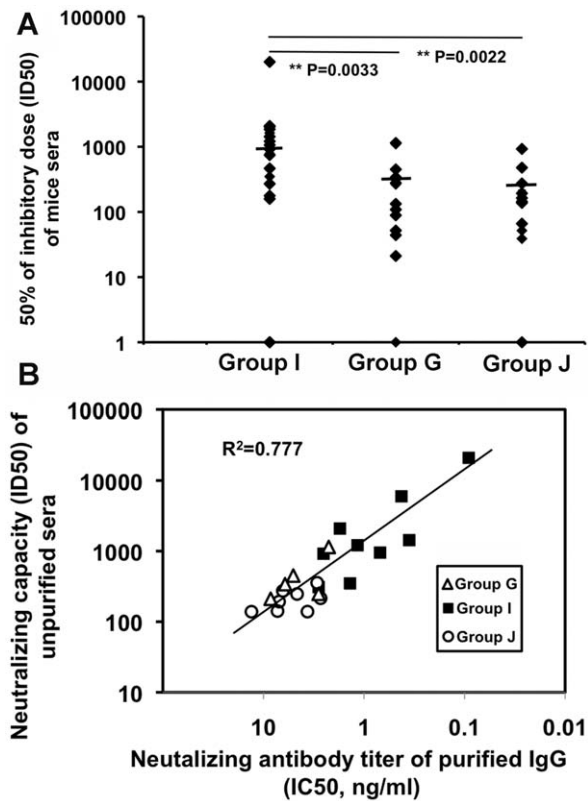 A
50% of inhibitory dose (ID50)
of mice sera
100000
10000
1000
100
10
1
** P=0.0033
** P=0.0022
Group I
Group G
Group J
B
Neutralizing capacity (ID50) of
unpurified sera
100000
10000
1000
100
10
R²=0.777
Group G
Group I
Group J
10
1
0.1
0.01
Neutalizing antibody titer of purified IgG
(IC50, ng/ml)